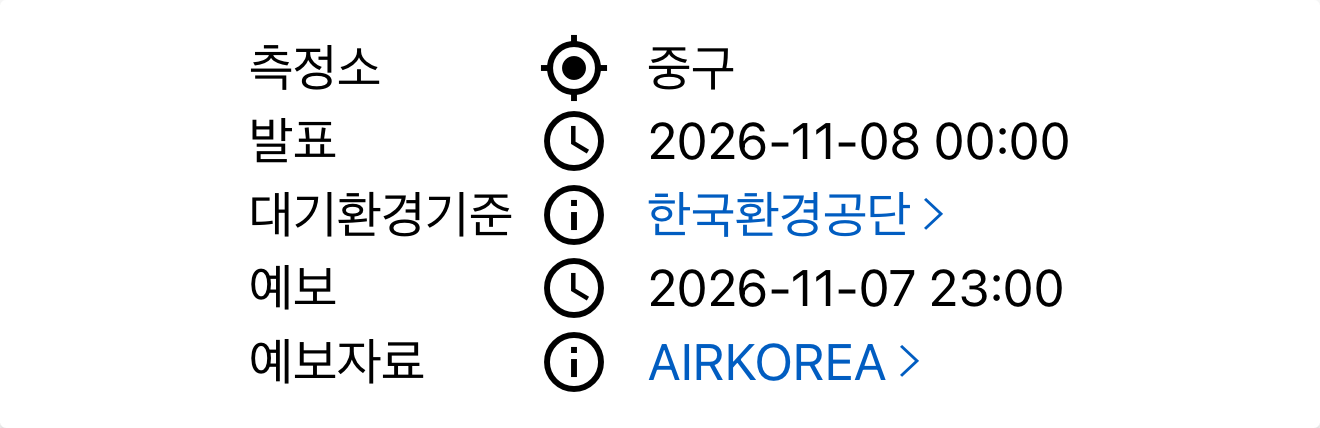 측정소 중구
발표 2026-11-08 00:00
대기환경기준 한국환경공단 >
예보 2026-11-07 23:00
예보자료 AIRKOREA >